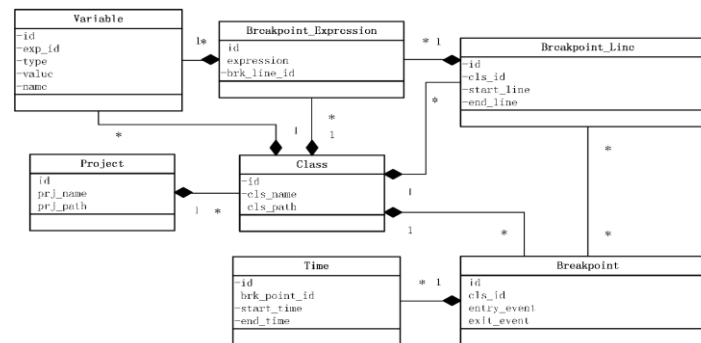 Variable
-id
-exp_id
-type
-value
-name
Breakpoint_Expression
id
expression
-brk_line_id
Breakpoint_Line
-id
-cls_id
-start_line
-end_line
1*
* 1
*
1
*
1
*
Project
id
prj_name
prj_path
Class
-id
-cls_name
cls_path
1 *
1
1
*
*
*
Time
-id
brk_point_id
-start_time
-end_time
* 1
Breakpoint
id
cls_id
entry_event
exit_event